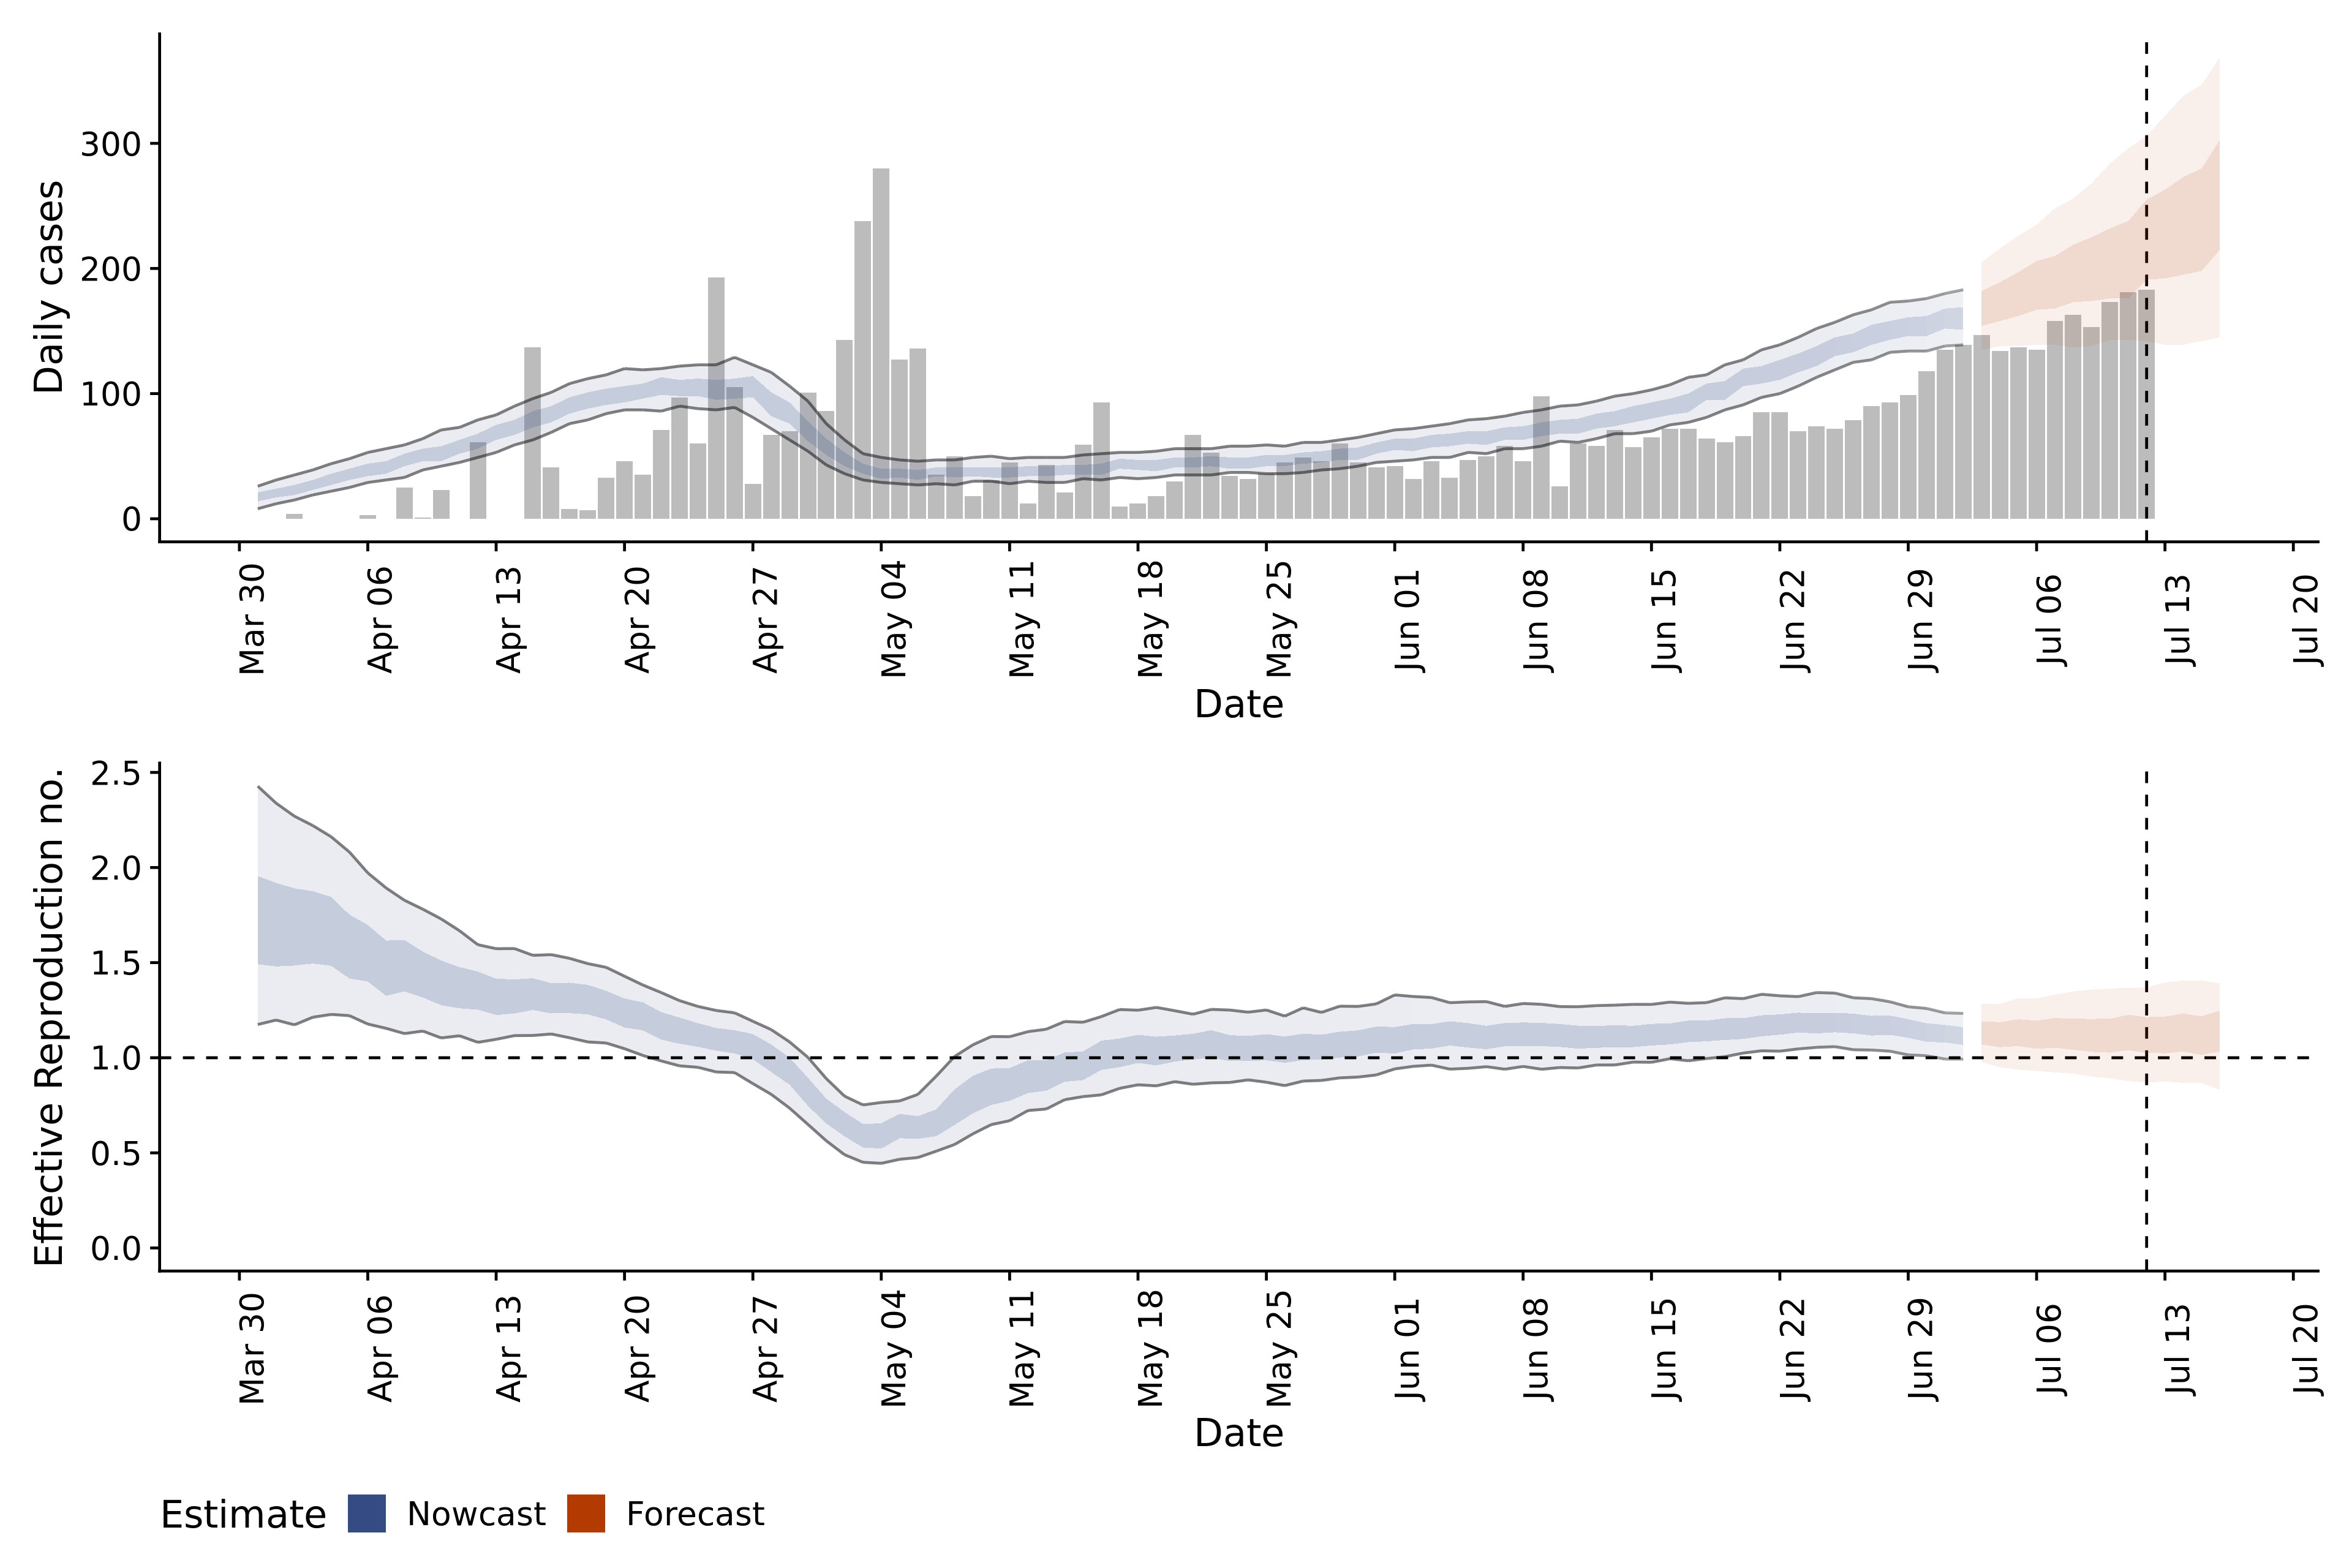 Daily cases
300
200
100
0
Mar 30
Apr 06
Apr 13
Apr 20
Apr 27
May 04
May 11
May 18
May 25
Jun 01
Jun 08
Jun 15
Jun 22
Jun 29
Jul 06
Jul 13
Jul 20
Date
Effective Reproduction no.
2.5
2.0
1.5
1.0
0.5
0.0
Mar 30
Apr 06
Apr 13
Apr 20
Apr 27
May 04
May 11
May 18
May 25
Jun 01
Jun 08
Jun 15
Jun 22
Jun 29
Jul 06
Jul 13
Jul 20
Date
Estimate Nowcast Forecast